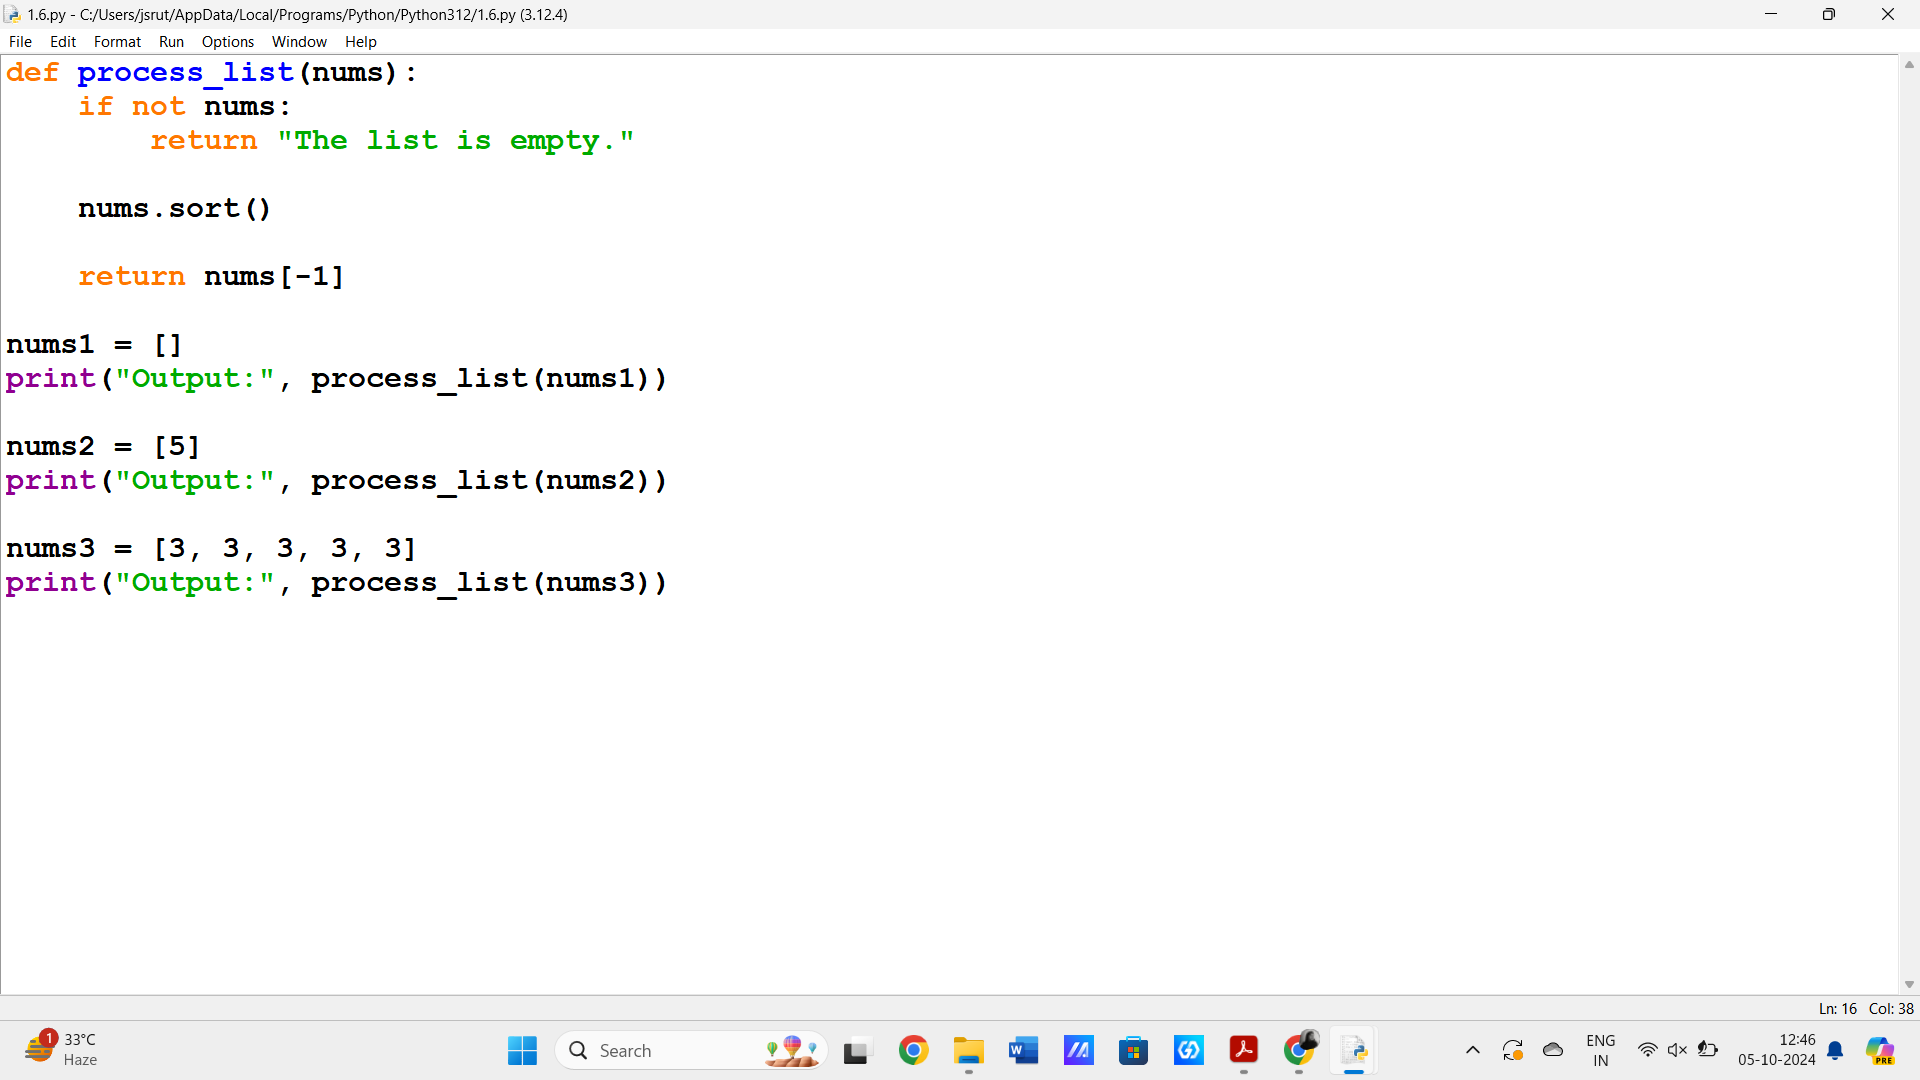 1.6.py - C:/Users/jsrut/AppData/Local/Programs/Python/Python312/1.6.py (3.12.4)
File Edit Format Run Options Window Help
def process_list(nums):
    if not nums:
        return "The list is empty."
    nums.sort()
    return nums[-1]
nums1 = []
print("Output:", process_list(nums1))
nums2 = [5]
print("Output:", process_list(nums2))
nums3 = [3, 3, 3, 3, 3]
print("Output:", process_list(nums3))
Ln: 16 Col: 38
1
33°C
Haze
Search
W
ENG
IN
12:46
05-10-2024
PRE